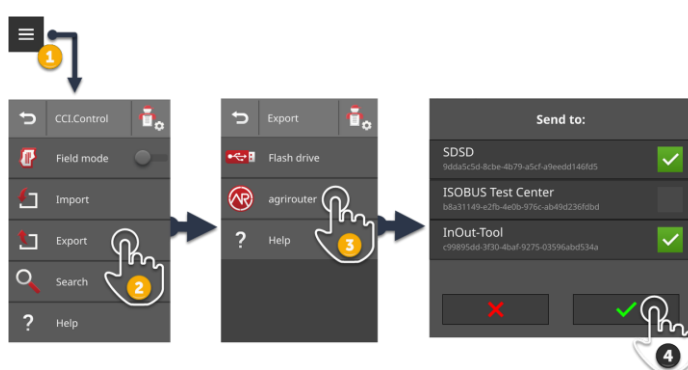 1
CCI.Control
Field mode
Import
Export
2
Search
? Help
Export
Flash drive
AR agrirouter
? Help
3
Send to:
SDSD
9dda5c5d-8cbe-4b79-a5cf-a9eedd146fd5
ISOBUS Test Center
b8a31149-e2fb-4e0b-976c-ab49d236fdbd
InOut-Tool
c99895dd-3f30-4baf-9275-03596abd534a
4